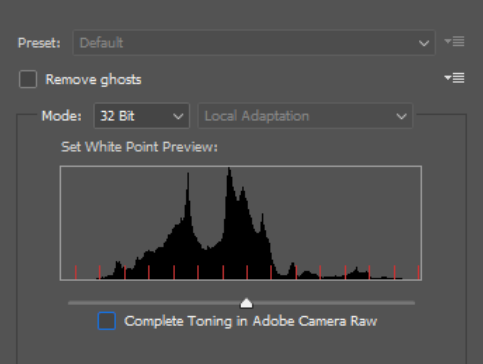 Preset: Default
Remove ghosts
Mode: 32 Bit Local Adaptation
Set White Point Preview:
Complete Toning in Adobe Camera Raw